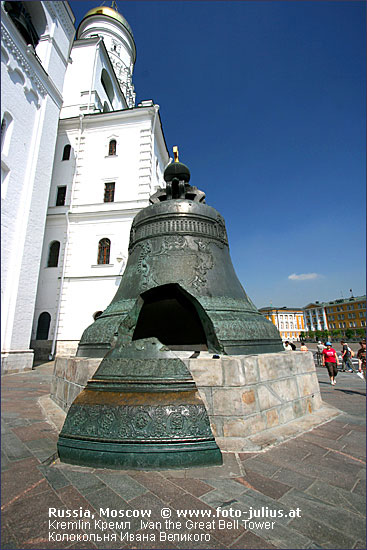 Russia, Moscow © www.foto-julius.at
Kremlin Кремл Ivan the Great Bell Tower
Колокольня Ивана Великого